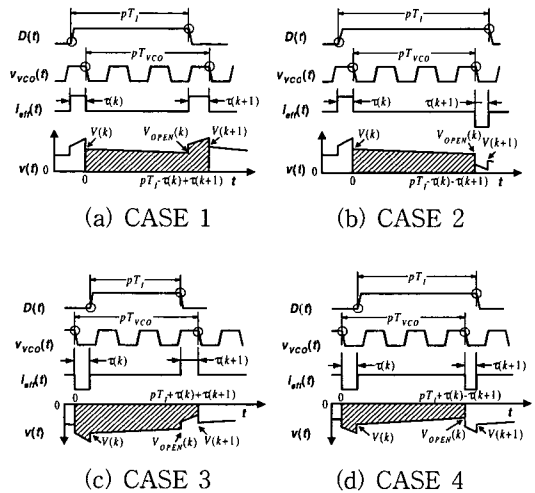 pT_I
D(t)
pT_VCO
v_VCO(t)
i_eff(t)
τ(k)
τ(k+1)
V(k)
V_OPEN(k)
V(k+1)
v(t)
0
0
pT_I-τ(k)+τ(k+1)
t
(a) CASE 1
pT_I
D(t)
pT_VCO
v_VCO(t)
i_eff(t)
τ(k)
τ(k+1)
V(k)
V_OPEN(k)
V(k+1)
v(t)
0
0
pT_I-τ(k)-τ(k+1)
t
(b) CASE 2
pT_I
D(t)
pT_VCO
v_VCO(t)
τ(k)
τ(k+1)
i_eff(t)
0
pT_I+τ(k)+τ(k+1)
t
v(t)
V(k)
V_OPEN(k)
V(k+1)
(c) CASE 3
pT_I
D(t)
pT_VCO
v_VCO(t)
τ(k)
τ(k+1)
i_eff(t)
0
pT_I+τ(k)-τ(k+1)
t
v(t)
V(k)
V_OPEN(k)
V(k+1)
(d) CASE 4